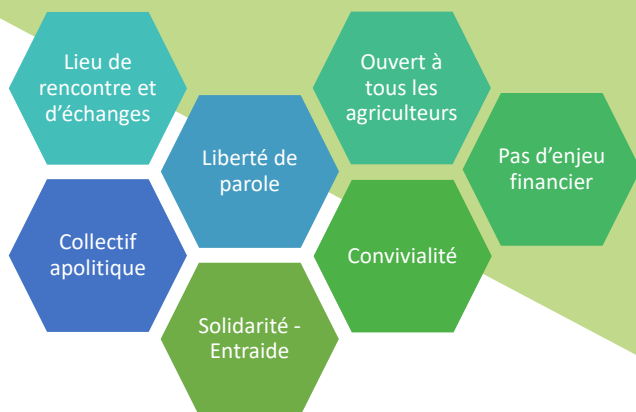 Lieu de
rencontre et
d’échanges
Ouvert à
tous les
agriculteurs
Liberté de
parole
Pas d’enjeu
financier
Collectif
apolitique
Convivialité
Solidarité -
Entraide